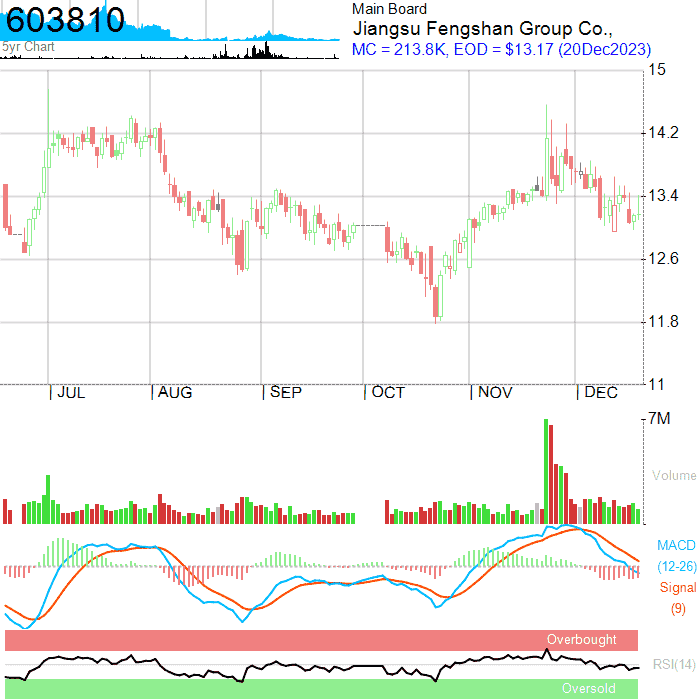 603810
5yr Chart
Main Board
Jiangsu Fengshan Group Co.,
MC = 213.8K, EOD = $13.17 (20Dec2023)
15
14.2
13.4
12.6
11.8
11
JUL AUG SEP OCT NOV DEC
7M
Volume
MACD
(12-26)
Signal
(9)
Overbought
RSI(14)
Oversold